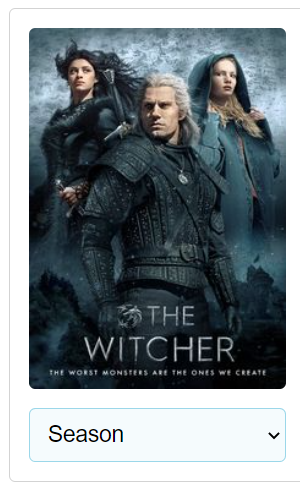 THE
WITCHER
THE WORST MONSTERS ARE THE ONES WE CREATE
Season